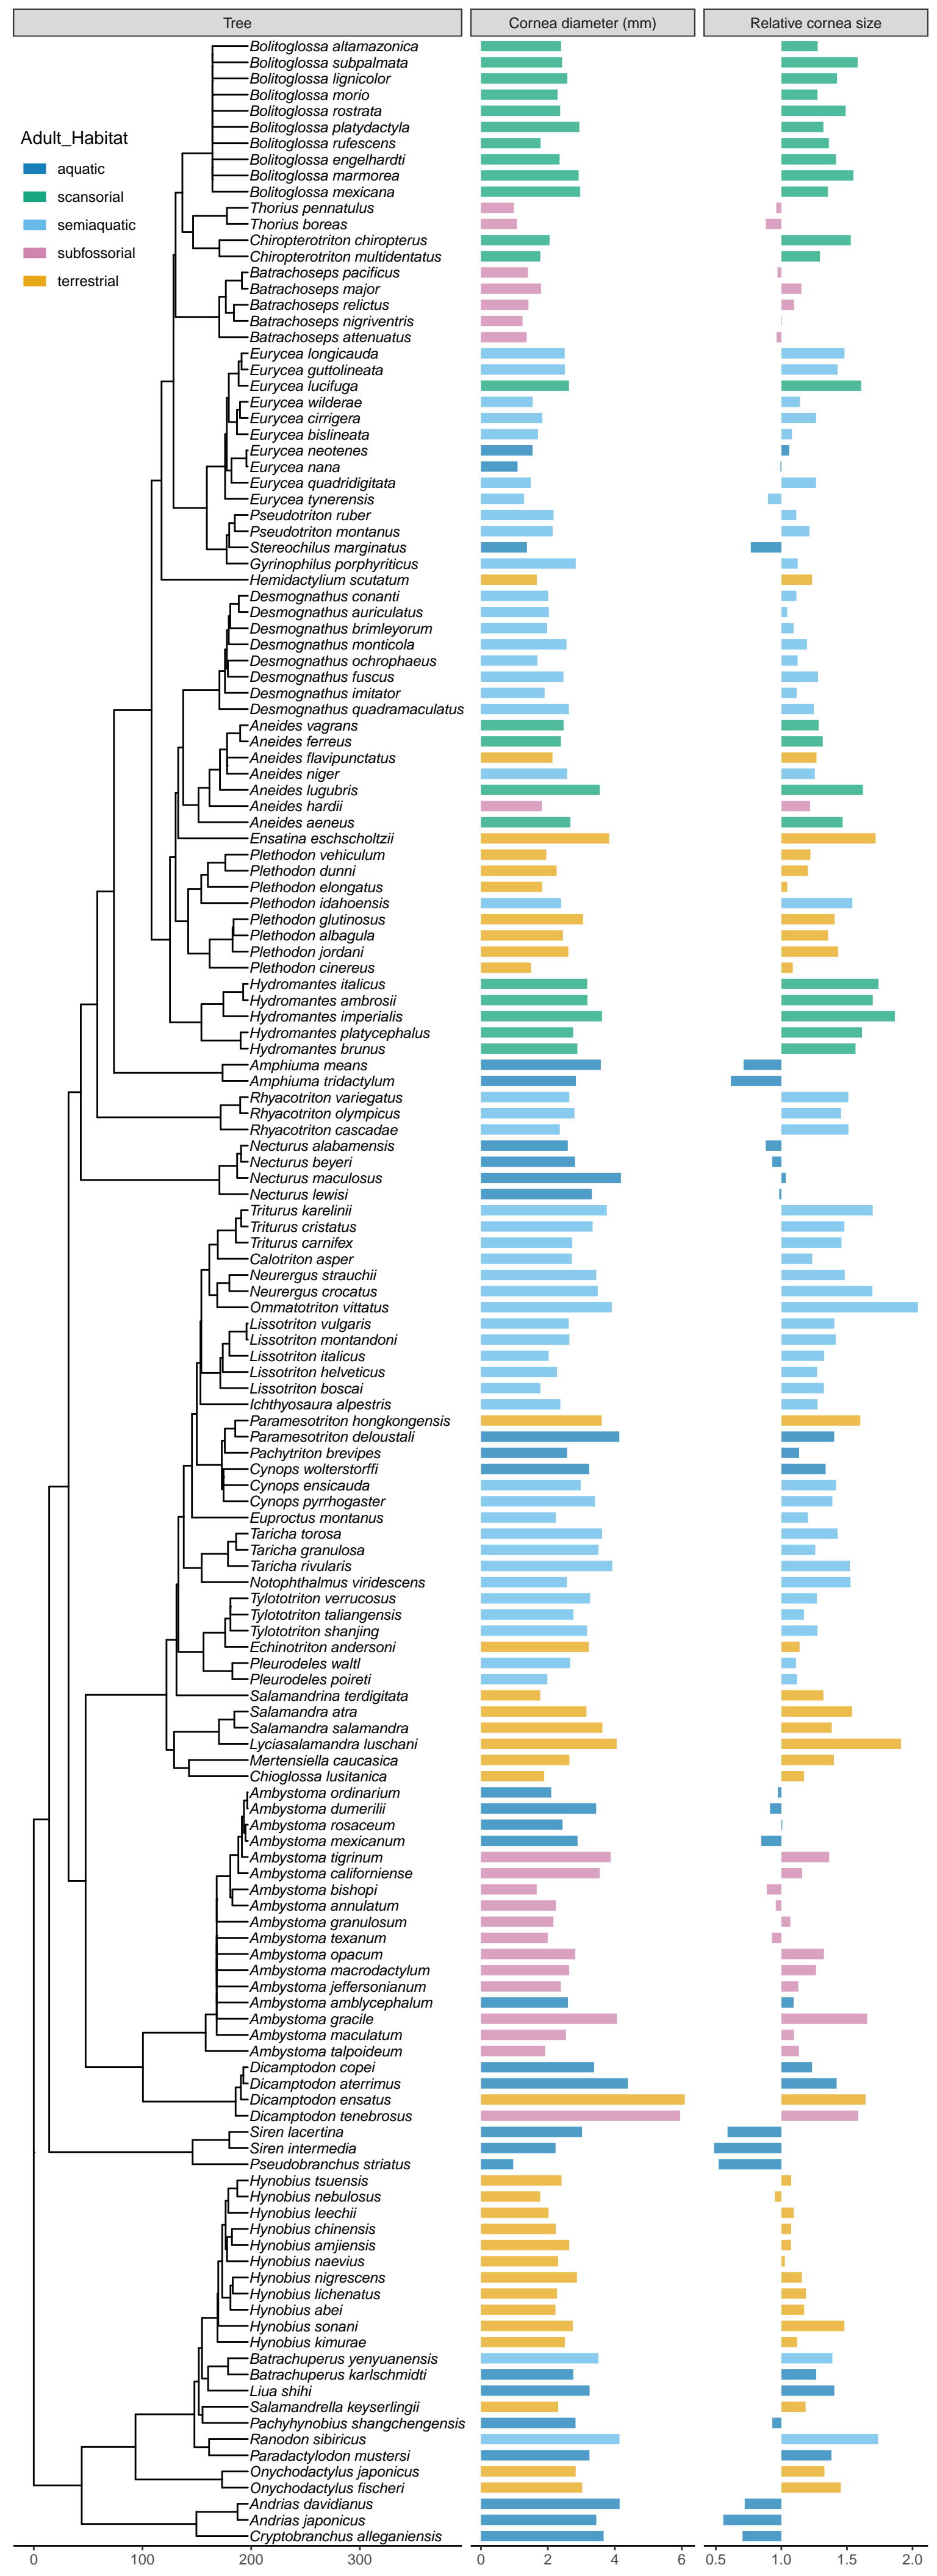 Tree
Cornea diameter (mm)
Relative cornea size
Adult_Habitat
aquatic
scansorial
semiaquatic
subfossorial
terrestrial
Bolitoglossa altamazonica
Bolitoglossa subpalmata
Bolitoglossa lignicolor
Bolitoglossa morio
Bolitoglossa rostrata
Bolitoglossa platydactyla
Bolitoglossa rufescens
Bolitoglossa engelhardti
Bolitoglossa marmorea
Bolitoglossa mexicana
Thorius pennatulus
Thorius boreas
Chiropterotriton chiropterus
Chiropterotriton multidentatus
Batrachoseps pacificus
Batrachoseps major
Batrachoseps relictus
Batrachoseps nigriventris
Batrachoseps attenuatus
Eurycea longicauda
Eurycea guttolineata
Eurycea lucifuga
Eurycea wilderae
Eurycea cirrigera
Eurycea bislineata
Eurycea neotenes
Eurycea nana
Eurycea quadridigitata
Eurycea tynerensis
Pseudotriton ruber
Pseudotriton montanus
Stereochilus marginatus
Gyrinophilus porphyriticus
Hemidactylium scutatum
Desmognathus conanti
Desmognathus auriculatus
Desmognathus brimleyorum
Desmognathus monticola
Desmognathus ochrophaeus
Desmognathus fuscus
Desmognathus imitator
Desmognathus quadramaculatus
Aneides vagrans
Aneides ferreus
Aneides flavipunctatus
Aneides niger
Aneides lugubris
Aneides hardii
Aneides aeneus
Ensatina eschscholtzii
Plethodon vehiculum
Plethodon dunni
Plethodon elongatus
Plethodon idahoensis
Plethodon glutinosus
Plethodon albagula
Plethodon jordani
Plethodon cinereus
Hydromantes italicus
Hydromantes ambrosii
Hydromantes imperialis
Hydromantes platycephalus
Hydromantes brunus
Amphiuma means
Amphiuma tridactylum
Rhyacotriton variegatus
Rhyacotriton olympicus
Rhyacotriton cascadae
Necturus alabamensis
Necturus beyeri
Necturus maculosus
Necturus lewisi
Triturus karelinii
Triturus cristatus
Triturus carnifex
Calotriton asper
Neurergus strauchii
Neurergus crocatus
Ommatotriton vittatus
Lissotriton vulgaris
Lissotriton montandoni
Lissotriton italicus
Lissotriton helveticus
Lissotriton boscai
Ichthyosaura alpestris
Paramesotriton hongkongensis
Paramesotriton deloustali
Pachytriton brevipes
Cynops wolterstorffi
Cynops ensicauda
Cynops pyrrhogaster
Euproctus montanus
Taricha torosa
Taricha granulosa
Taricha rivularis
Notophthalmus viridescens
Tylototriton verrucosus
Tylototriton taliangensis
Tylototriton shanjing
Echinotriton andersoni
Pleurodeles waltl
Pleurodeles poireti
Salamandrina terdigitata
Salamandra atra
Salamandra salamandra
Lyciasalamandra luschani
Mertensiella caucasica
Chioglossa lusitanica
Ambystoma ordinarium
Ambystoma dumerilii
Ambystoma rosaceum
Ambystoma mexicanum
Ambystoma tigrinum
Ambystoma californiense
Ambystoma bishopi
Ambystoma annulatum
Ambystoma granulosum
Ambystoma texanum
Ambystoma opacum
Ambystoma macrodactylum
Ambystoma jeffersonianum
Ambystoma amblycephalum
Ambystoma gracile
Ambystoma maculatum
Ambystoma talpoideum
Dicamptodon copei
Dicamptodon aterrimus
Dicamptodon ensatus
Dicamptodon tenebrosus
Siren lacertina
Siren intermedia
Pseudobranchus striatus
Hynobius tsuensis
Hynobius nebulosus
Hynobius leechii
Hynobius chinensis
Hynobius amjiensis
Hynobius naevius
Hynobius nigrescens
Hynobius lichenatus
Hynobius abei
Hynobius sonani
Hynobius kimurae
Batrachuperus yenyuanensis
Batrachuperus karlschmidti
Liua shihi
Salamandrella keyserlingii
Pachyhynobius shangchengensis
Ranodon sibiricus
Paradactylodon mustersi
Onychodactylus japonicus
Onychodactylus fischeri
Andrias davidianus
Andrias japonicus
Cryptobranchus alleganiensis
0 100 200 300
0 2 4 6
0.5 1.0 1.5 2.0